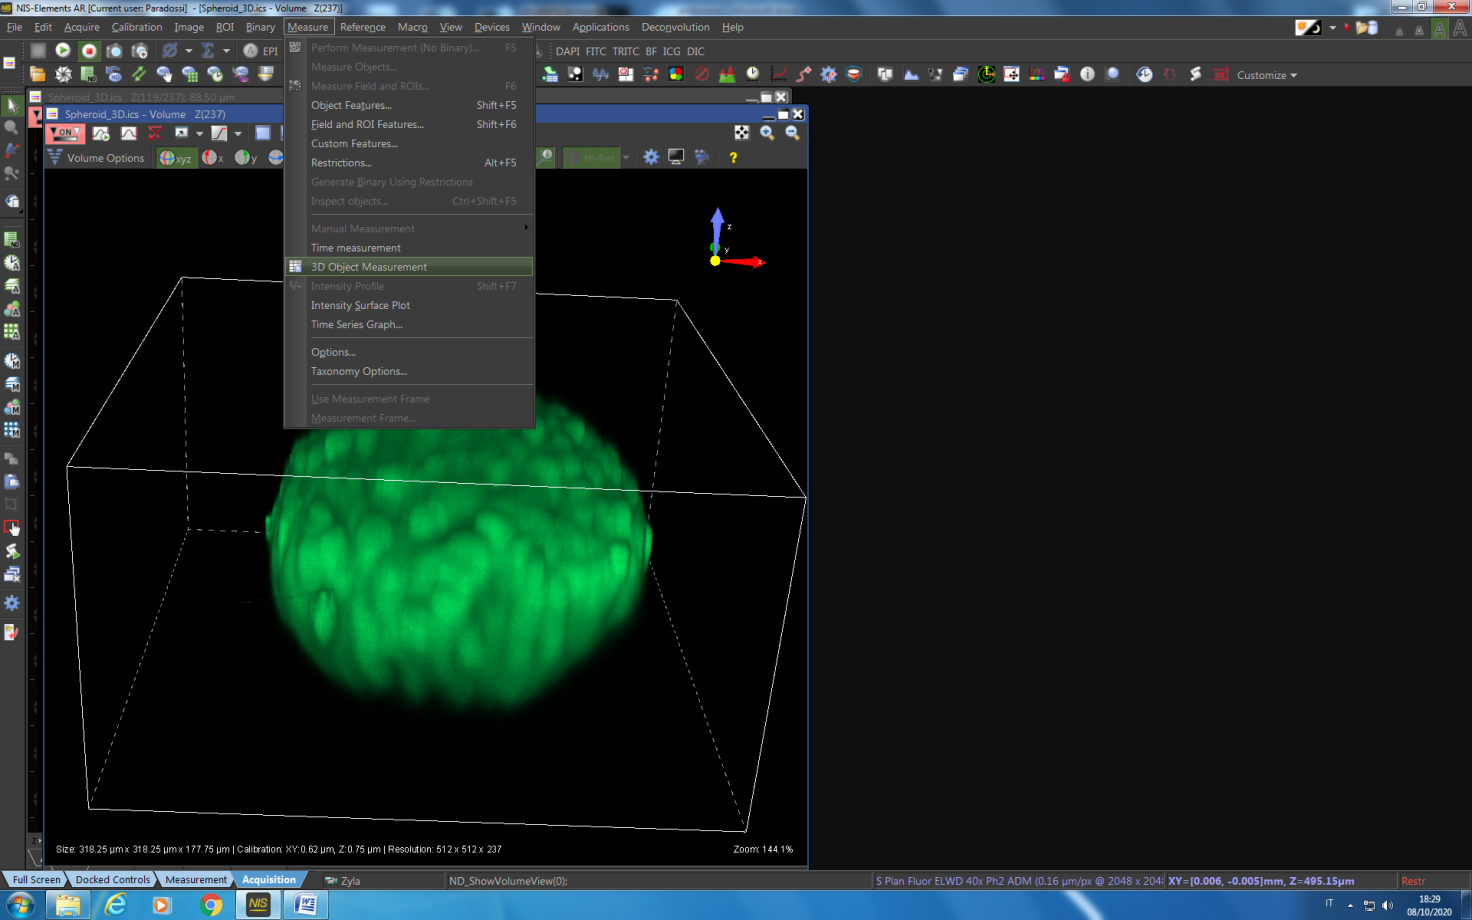 NIS-Elements AR [Current user: Paradossi] - [Spheroid_3D.ics - Volume Z(237)]
File Edit Acquire Calibration Image ROI Binary Measure Reference Macro View Devices Window Applications Deconvolution Help
EPI DAPI FITC TRITC BF ICG DIC
Customize
Spheroid_3D.ics Z(119/237): 88.50 µm
Spheroid_3D.ics - Volume Z(237)
ON
Volume Options xyz x y Hi-Res ?
Perform Measurement (No Binary)... F5
Measure Objects...
Measure Field and ROIs... F6
Object Features... Shift+F5
Field and ROI Features... Shift+F6
Custom Features...
Restrictions... Alt+F5
Generate Binary Using Restrictions
Inspect objects... Ctrl+Shift+F5
Manual Measurement
Time measurement
3D Object Measurement
Intensity Profile Shift+F7
Intensity Surface Plot
Time Series Graph...
Options...
Taxonomy Options...
Use Measurement Frame
Measurement Frame...
z
y
x
Size: 318.25 µm x 318.25 µm x 177.75 µm | Calibration: XY:0.62 µm, Z:0.75 µm | Resolution: 512 x 512 x 237
Zoom: 144.1%
Full Screen Docked Controls Measurement Acquisition Zyla ND_ShowVolumeView(0); S Plan Fluor ELWD 40x Ph2 ADM (0.16 µm/px @ 2048 x 204 XY=[0.006, -0.005]mm, Z=495.15µm Restr
NIS IT 18:29
08/10/2020